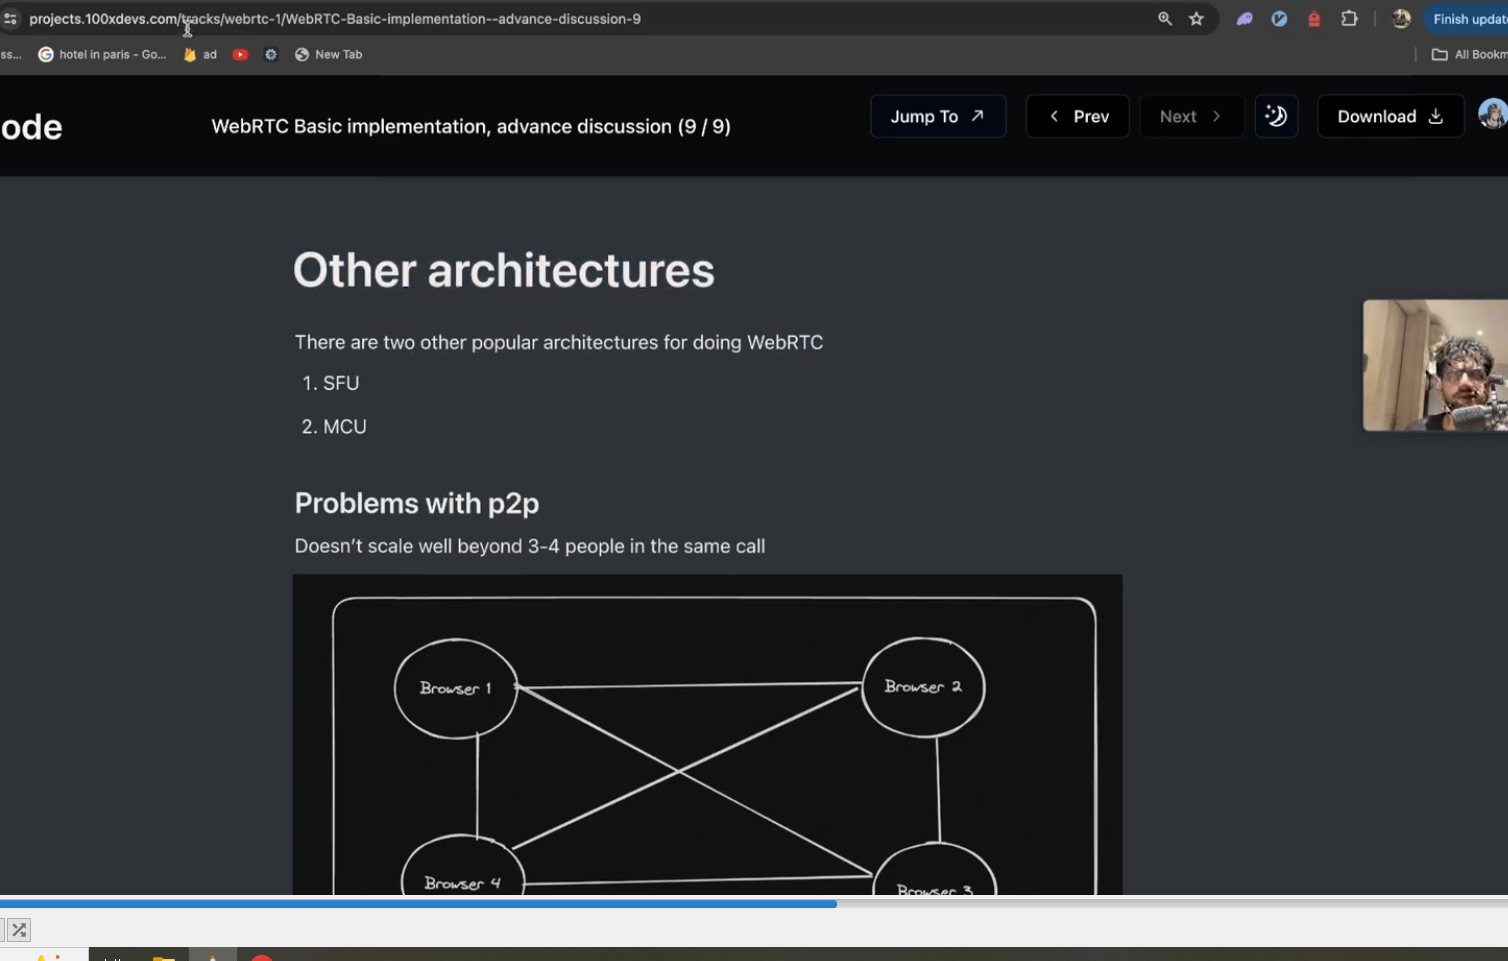 projects.100xdevs.com/tracks/webrtc-1/WebRTC-Basic-implementation--advance-discussion-9
Finish update
ss...
hotel in paris - Go...
ad
New Tab
All Bookm
ode
WebRTC Basic implementation, advance discussion (9 / 9)
Jump To
Prev
Next
Download
Other architectures
There are two other popular architectures for doing WebRTC
1. SFU
2. MCU
Problems with p2p
Doesn't scale well beyond 3-4 people in the same call
Browser 1
Browser 2
Browser 4
Browser 3